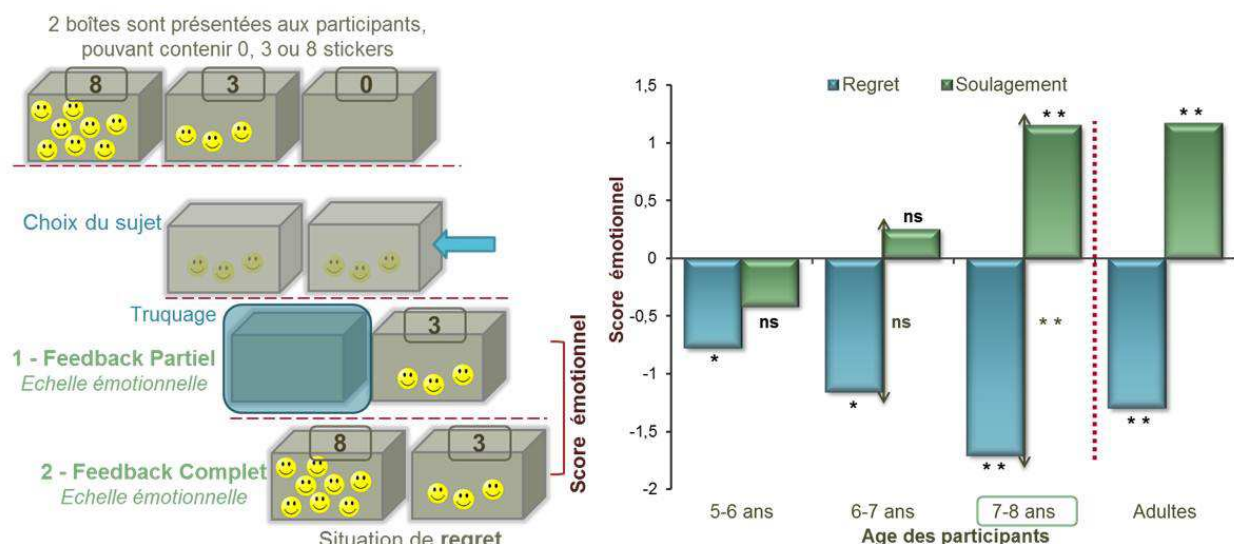 2 boîtes sont présentées aux participants,
pouvant contenir 0, 3 ou 8 stickers
8
3
0
Choix du sujet
Truquage
1 - Feedback Partiel
Echelle émotionnelle
3
2 - Feedback Complet
Echelle émotionnelle
8
3
Situation de regret
Score émotionnel
Regret
Soulagement
Score émotionnel
1,5
1
0,5
0
-0,5
-1
-1,5
-2
*
ns
*
ns
ns
* *
* *
* *
* *
* *
5-6 ans
6-7 ans
7-8 ans
Adultes
Age des participants